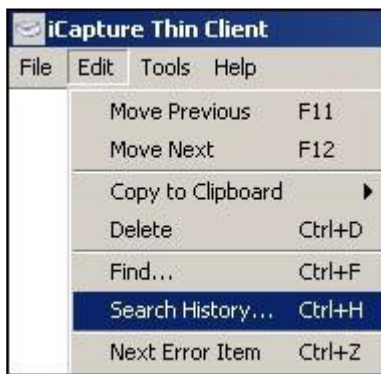 iCapture Thin Client
File Edit Tools Help
Move Previous F11
Move Next F12
Copy to Clipboard
Delete Ctrl+D
Find... Ctrl+F
Search History... Ctrl+H
Next Error Item Ctrl+Z